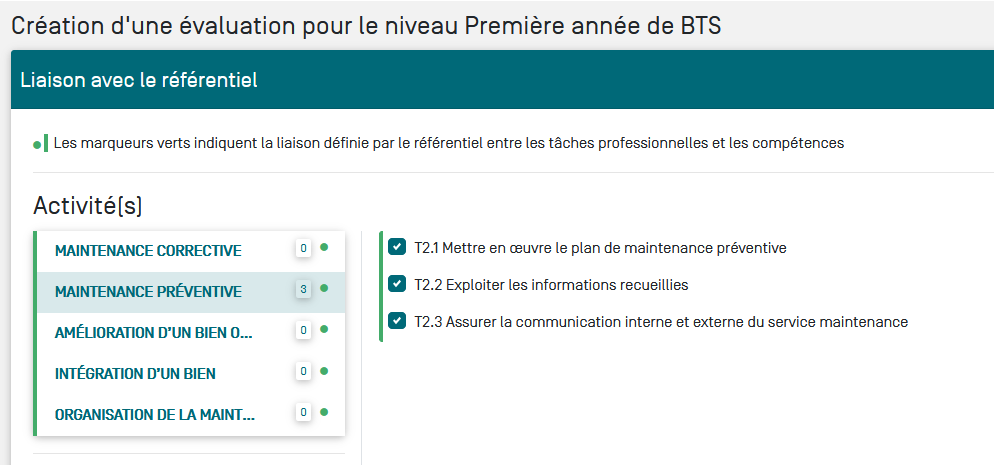 Création d'une évaluation pour le niveau Première année de BTS
Liaison avec le référentiel
Les marqueurs verts indiquent la liaison définie par le référentiel entre les tâches professionnelles et les compétences
Activité(s)
MAINTENANCE CORRECTIVE 0
MAINTENANCE PRÉVENTIVE 3
AMÉLIORATION D'UN BIEN O... 0
INTÉGRATION D'UN BIEN 0
ORGANISATION DE LA MAINT... 0
T2.1 Mettre en œuvre le plan de maintenance préventive
T2.2 Exploiter les informations recueillies
T2.3 Assurer la communication interne et externe du service maintenance